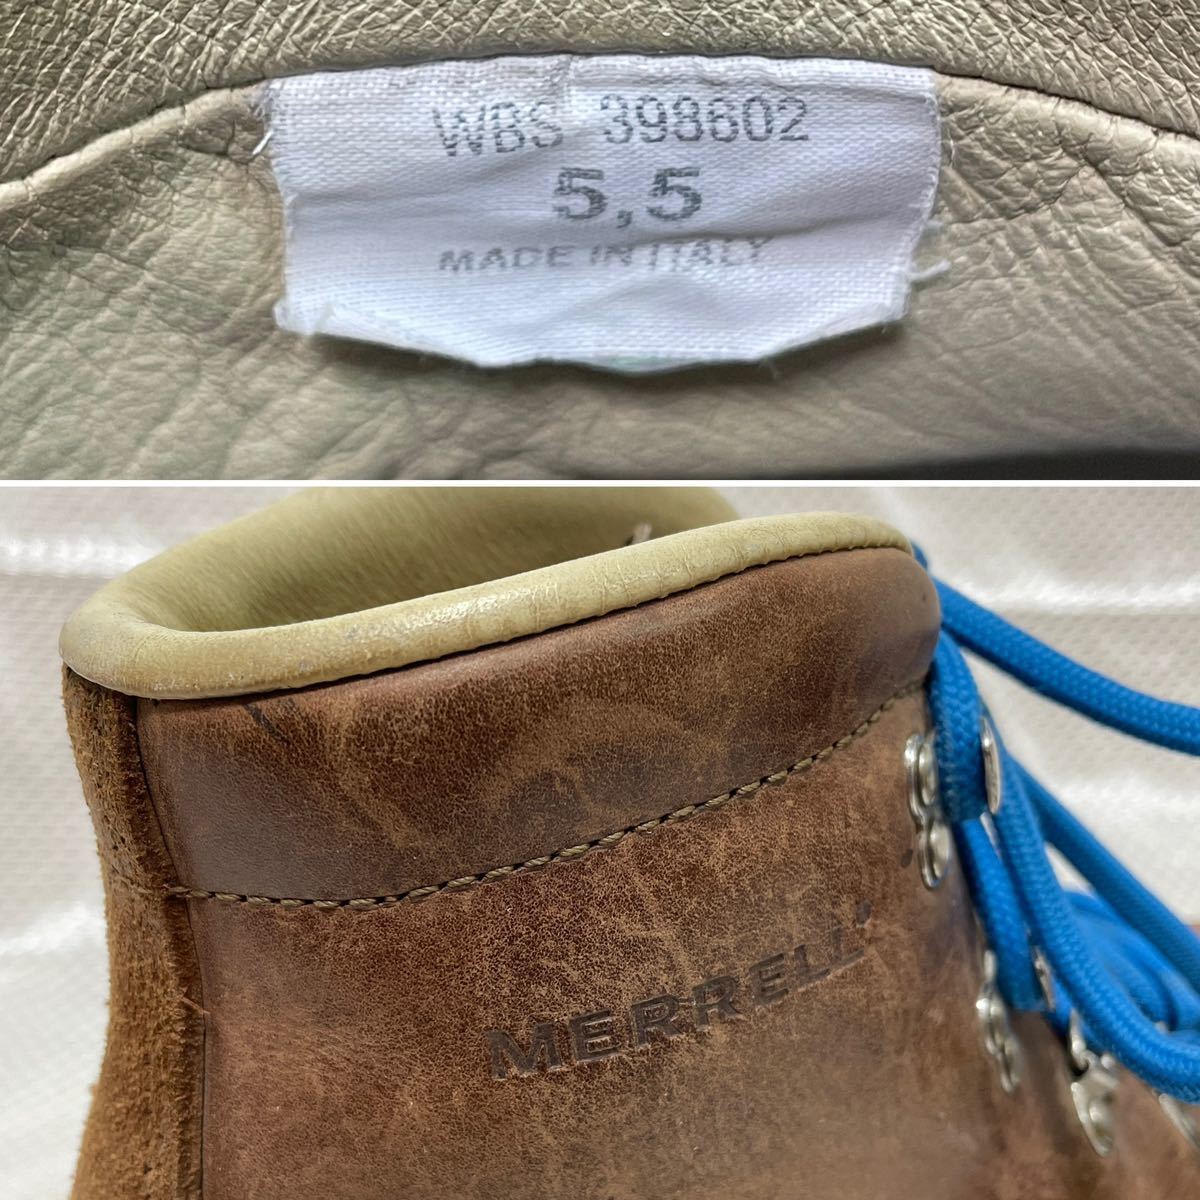 WBS 398602
5,5
MADE IN ITALY
MERRELL